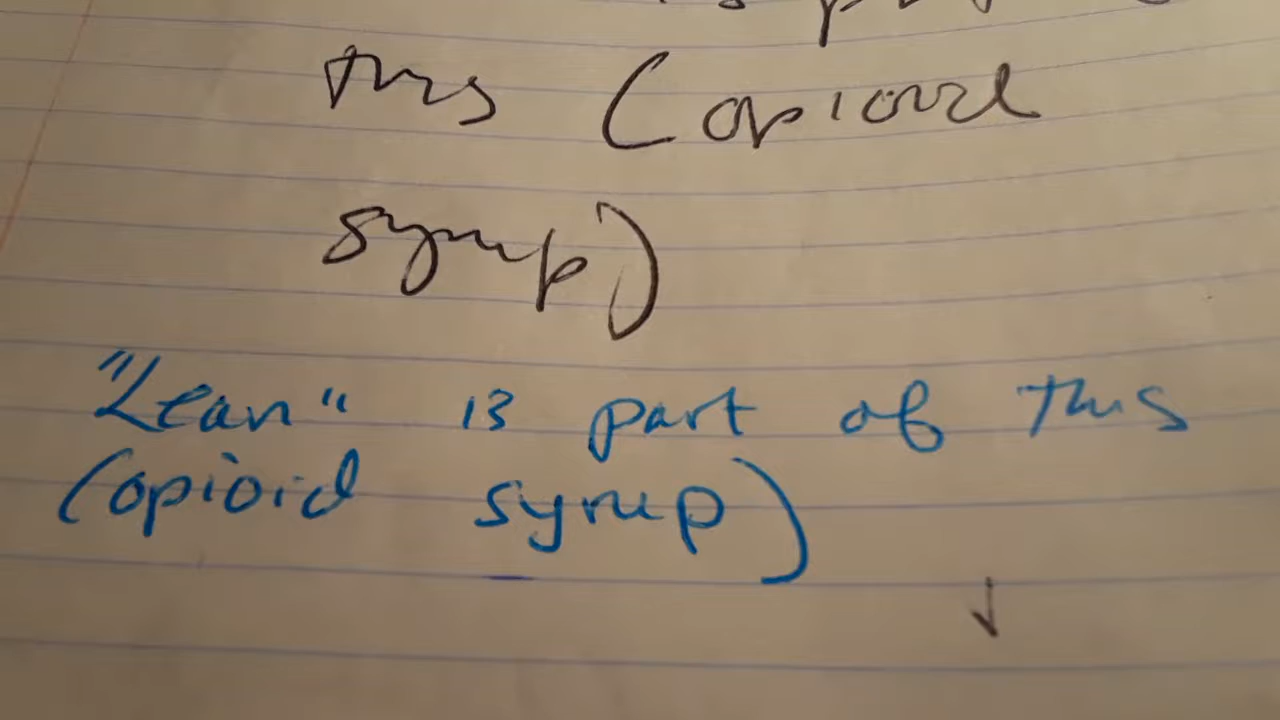 this (opioid
syrup)
"Lean" is part of this
(opioid syrup)